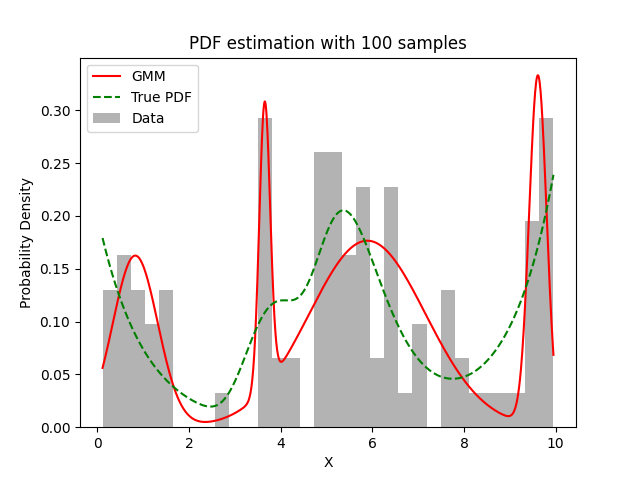 PDF estimation with 100 samples
GMM
True PDF
Data
Probability Density
0.30
0.25
0.20
0.15
0.10
0.05
0.00
0 2 4 6 8 10
X